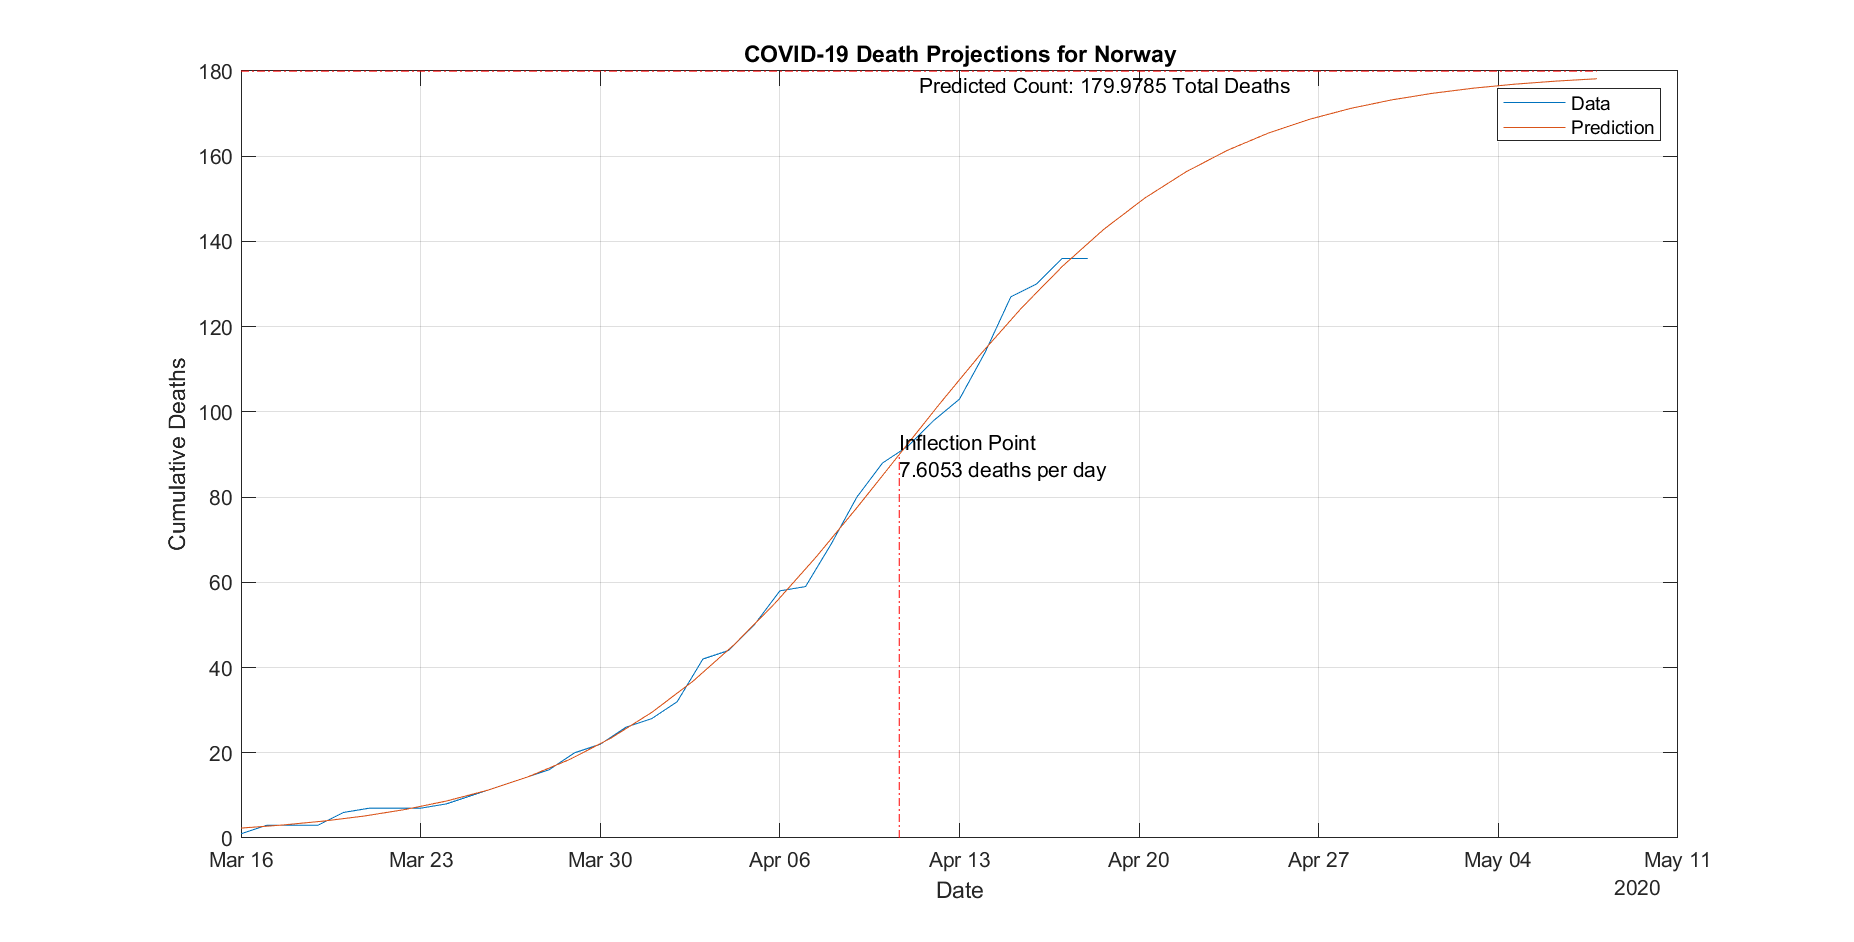 COVID-19 Death Projections for Norway
180
Predicted Count: 179.9785 Total Deaths
Data
Prediction
160
140
120
100
Inflection Point
7.6053 deaths per day
80
60
40
20
0
Cumulative Deaths
Mar 16 Mar 23 Mar 30 Apr 06 Apr 13 Apr 20 Apr 27 May 04 May 11
2020
Date